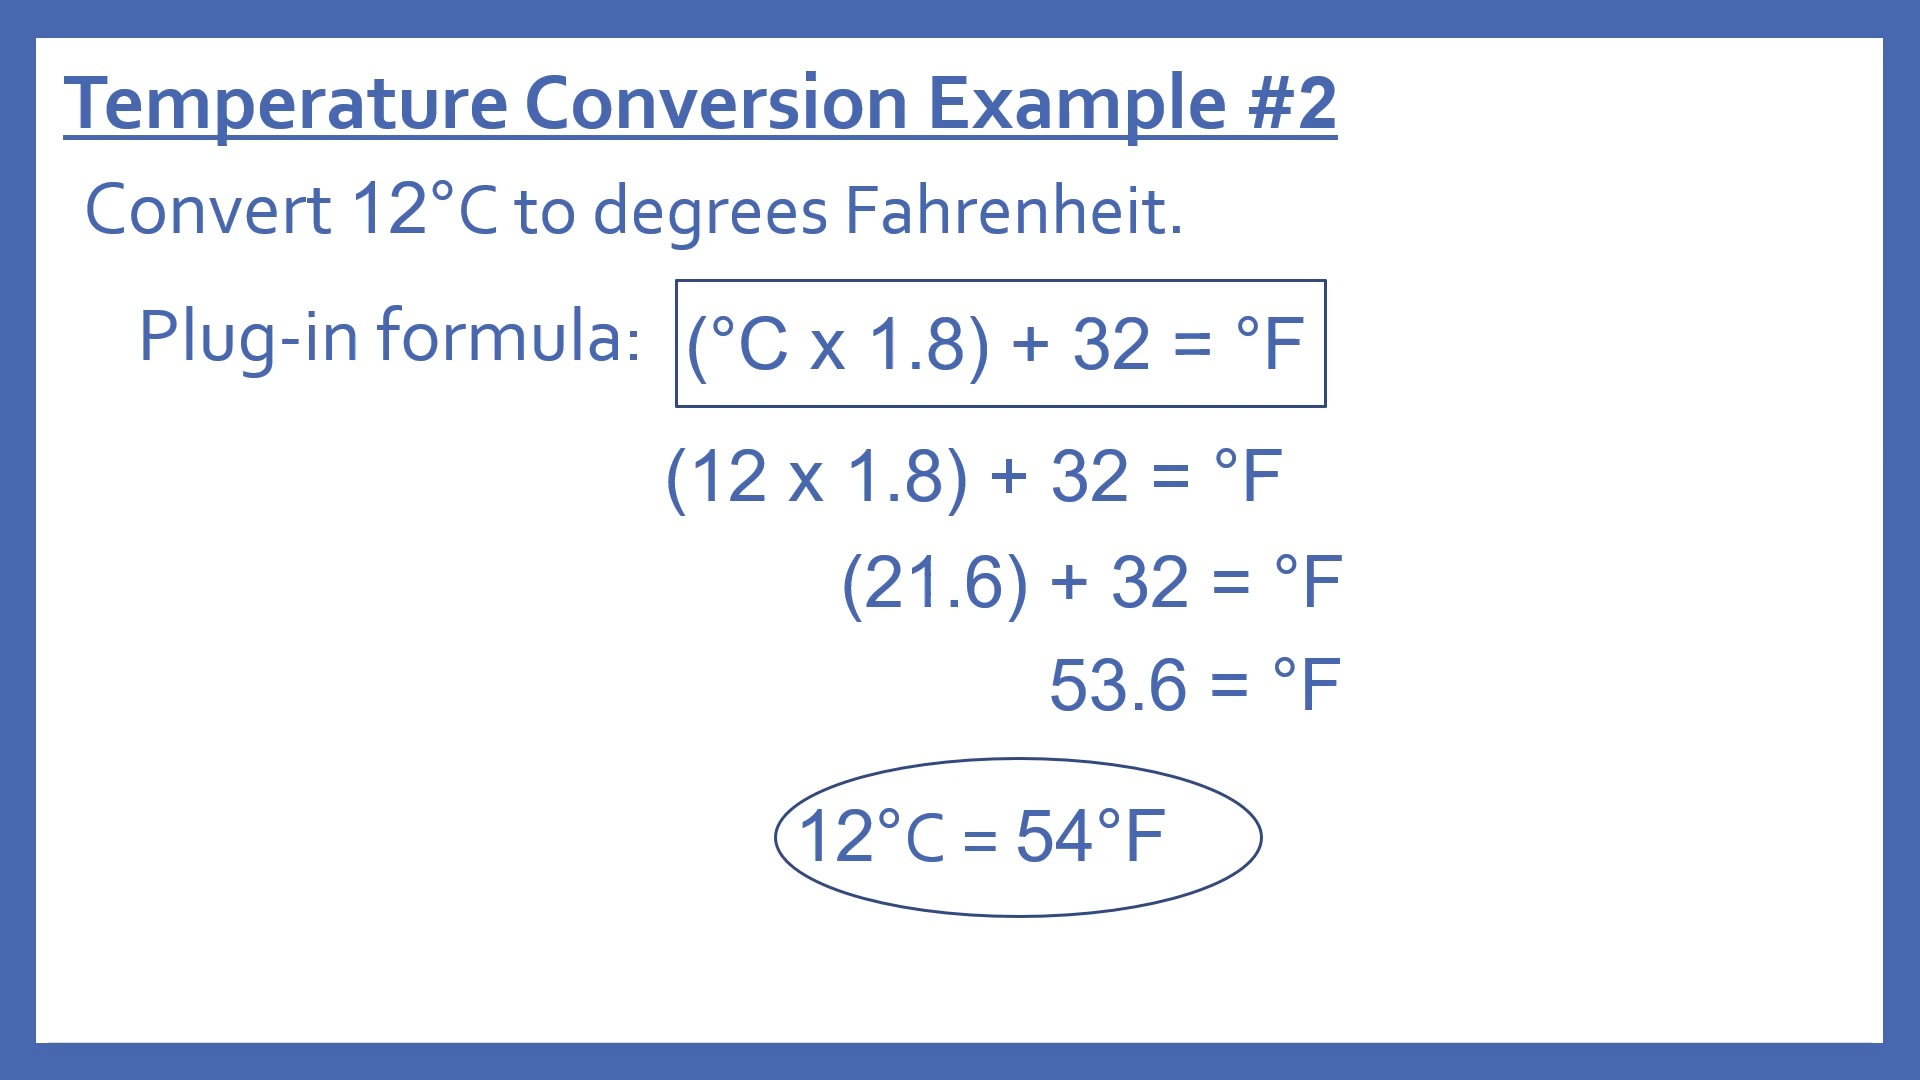 Temperature Conversion Example #2
Convert 12°C to degrees Fahrenheit.
Plug-in formula: (°C x 1.8) + 32 = °F
(12 x 1.8) + 32 = °F
(21.6) + 32 = °F
53.6 = °F
12°C = 54°F